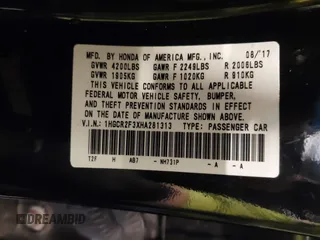 MFD. BY HONDA OF AMERICA MFG., INC. 08/17
GVWR 4200LBS GAWR F 2249LBS R 2006LBS
GVWR 1905KG GAWR F 1020KG R 910KG
THIS VEHICLE CONFORMS TO ALL APPLICABLE
FEDERAL MOTOR VEHICLE SAFETY, BUMPER,
AND THEFT PREVENTION STANDARDS IN EFFECT ON
THE DATE OF MANUFACTURE SHOWN ABOVE.
V.I.N.: 1HGCR2F3XHA281313 TYPE: PASSENGER CAR
T2F H AB7 - NH731P - A - A
DREAMBID